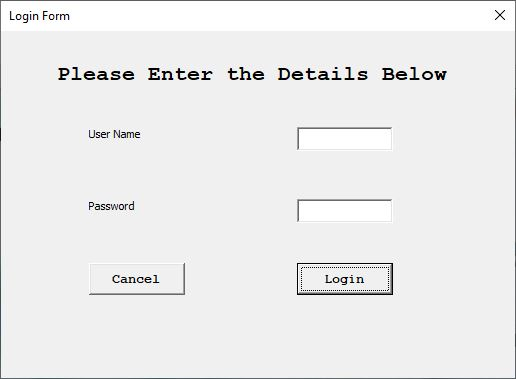 Login Form
Please Enter the Details Below
User Name
Password
Cancel
Login